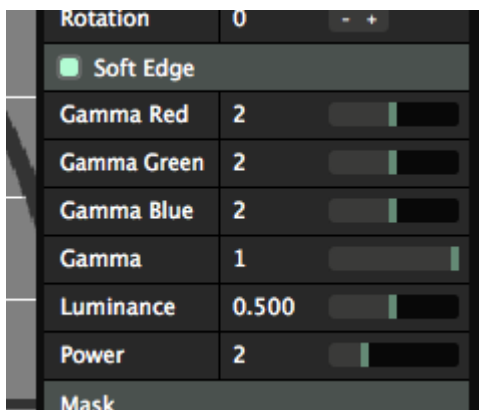 Rotation 0 - +
Soft Edge
Gamma Red 2
Gamma Green 2
Gamma Blue 2
Gamma 1
Luminance 0.500
Power 2
Mask